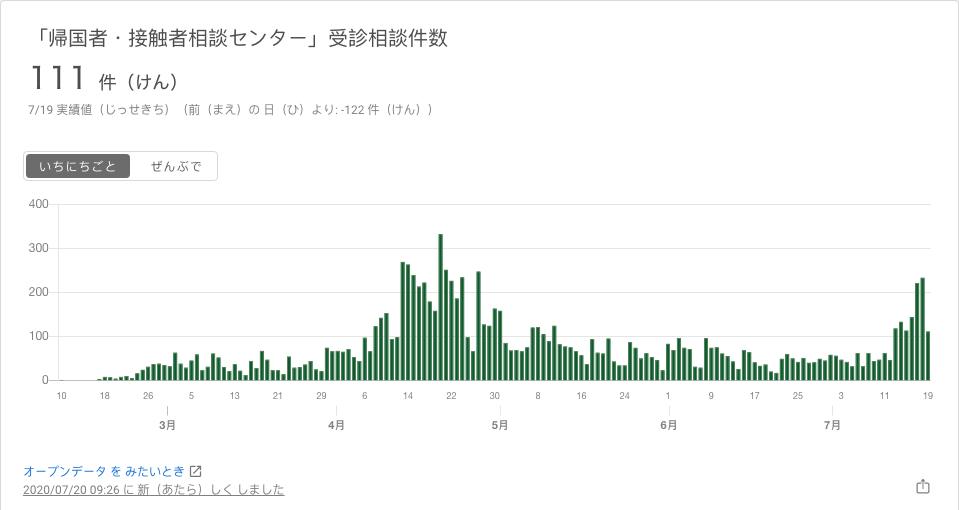 「帰国者・接触者相談センター」受診相談件数
111 件（けん）
7/19 実績値（じっせきち）（前（まえ）の 日（ひ）より: -122 件（けん））
いちにちごと ぜんぶで
400
300
200
100
0
10 18 26 5 13 21 29 6 14 22 30 8 16 24 1 9 17 25 3 11 19
3月 4月 5月 6月 7月
オープンデータ を みたいとき
2020/07/20 09:26 に 新（あたら）しく しました